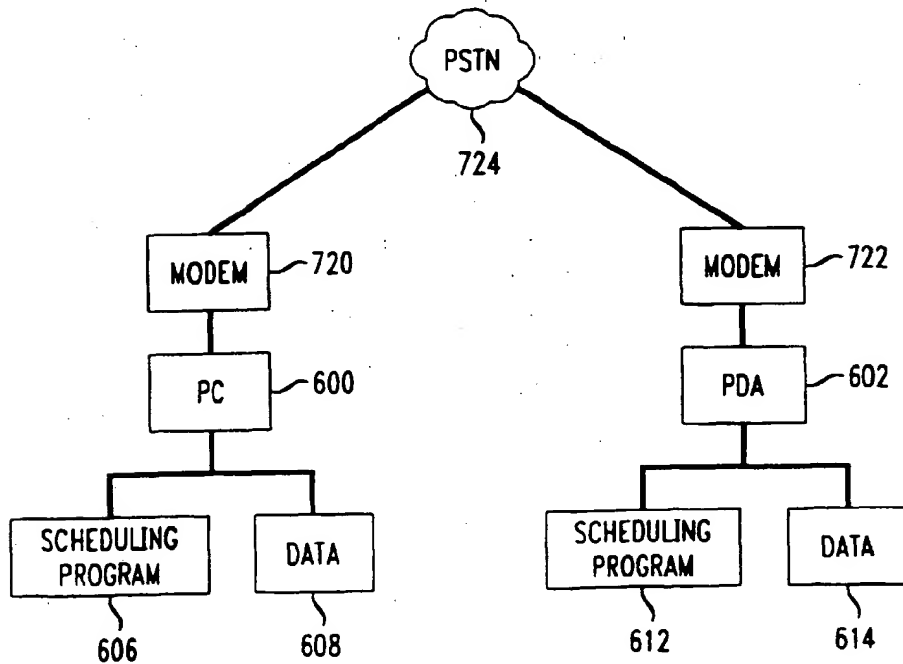 PSTN
724
MODEM
720
MODEM
722
PC
600
PDA
602
SCHEDULING
PROGRAM
DATA
SCHEDULING
PROGRAM
DATA
606
608
612
614